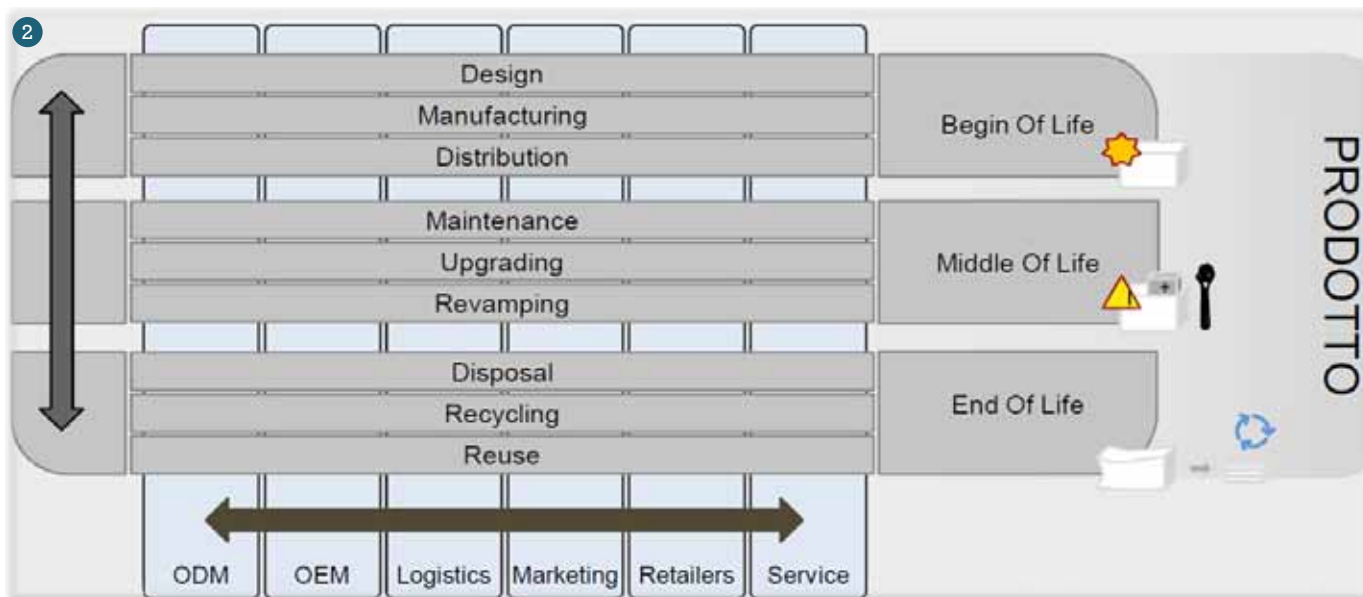 2
Design
Manufacturing
Distribution
Begin Of Life
Maintenance
Upgrading
Revamping
Middle Of Life
Disposal
Recycling
Reuse
End Of Life
PRODOTTO
ODM
OEM
Logistics
Marketing
Retailers
Service